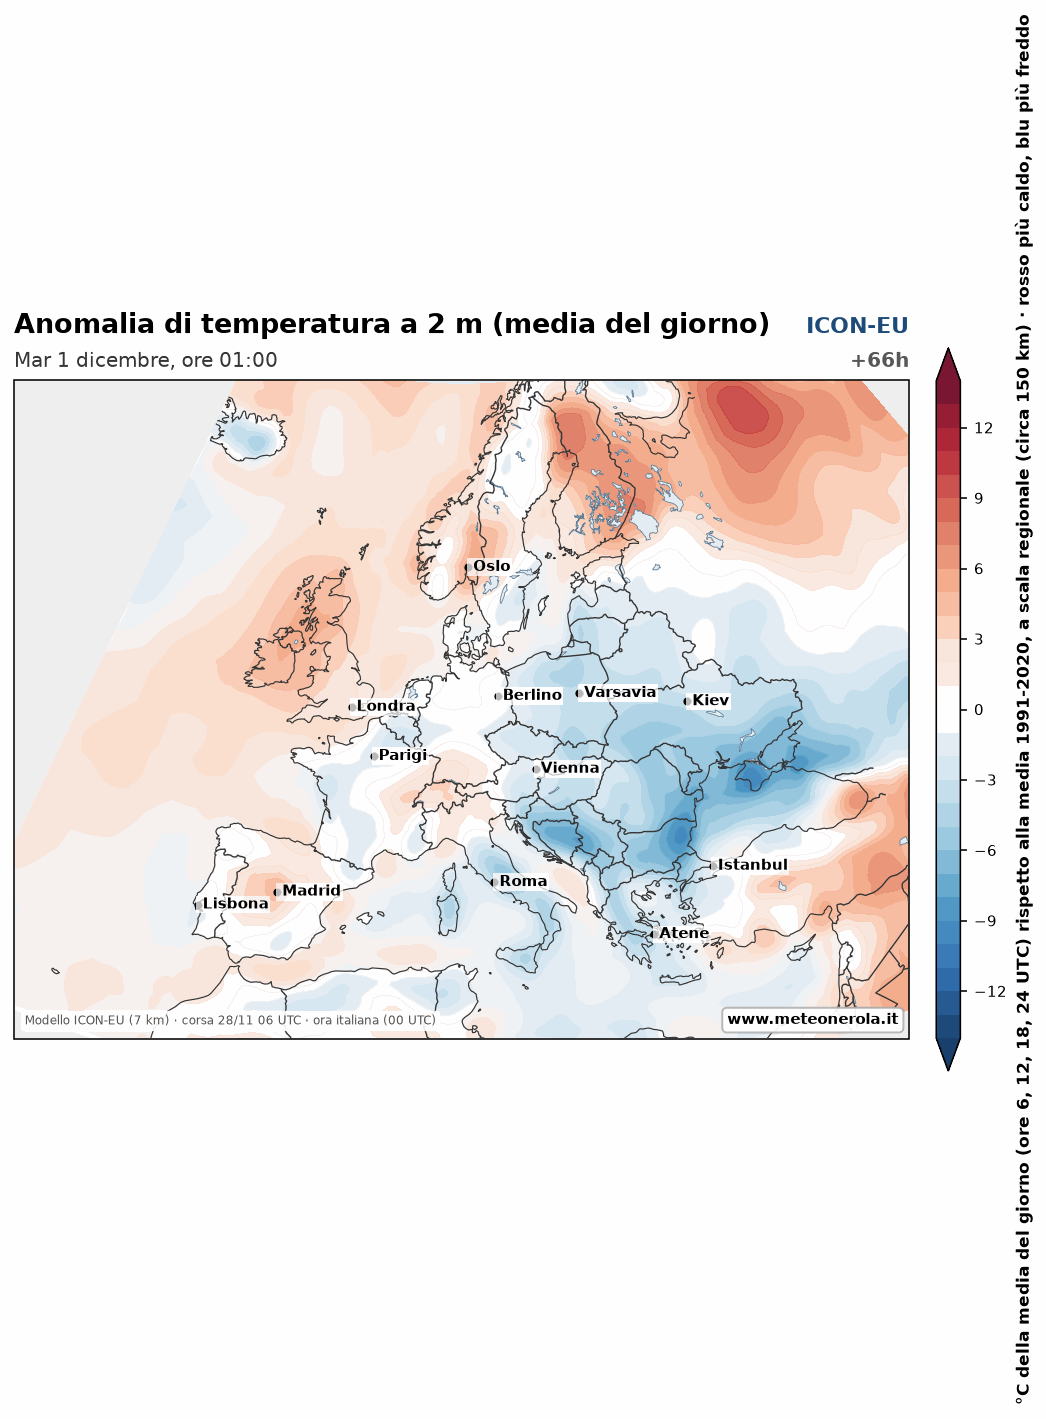 Anomalia di temperatura a 2 m (media del giorno)
ICON-EU
Mar 1 dicembre, ore 01:00
+66h
Oslo
Londra
Berlino
Varsavia
Kiev
Parigi
Vienna
Madrid
Lisbona
Roma
Istanbul
Atene
Modello ICON-EU (7 km) · corsa 28/11 06 UTC · ora italiana (00 UTC)
www.meteonerola.it
12
9
6
3
0
−3
−6
−9
−12
°C della media del giorno (ore 6, 12, 18, 24 UTC) rispetto alla media 1991-2020, a scala regionale (circa 150 km) · rosso più caldo, blu più freddo